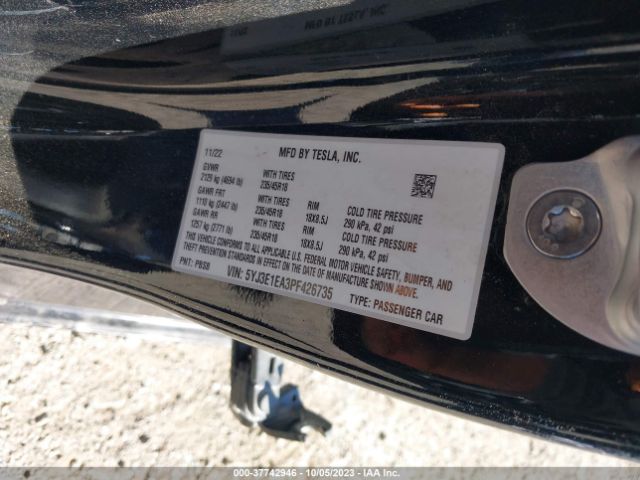 11/22 MFD BY TESLA, INC.
GVWR
2129 kg (4694 lb) WITH TIRES 235/45R18
GAWR FRT
1110 kg (2447 lb) WITH TIRES 235/45R18 RIM 18X8.5J COLD TIRE PRESSURE 290 kPa, 42 psi
GAWR RR
1257 kg (2771 lb) WITH TIRES 235/45R18 RIM 18X8.5J COLD TIRE PRESSURE 290 kPa, 42 psi
THIS VEHICLE CONFORMS TO ALL APPLICABLE U.S. FEDERAL MOTOR VEHICLE SAFETY, BUMPER, AND
THEFT PREVENTION STANDARDS IN EFFECT ON THE DATE OF MANUFACTURE SHOWN ABOVE.
PNT: PBSB
VIN: 5YJ3E1EA3PF426735 TYPE: PASSENGER CAR
000-37742946 - 10/05/2023 - IAA Inc.